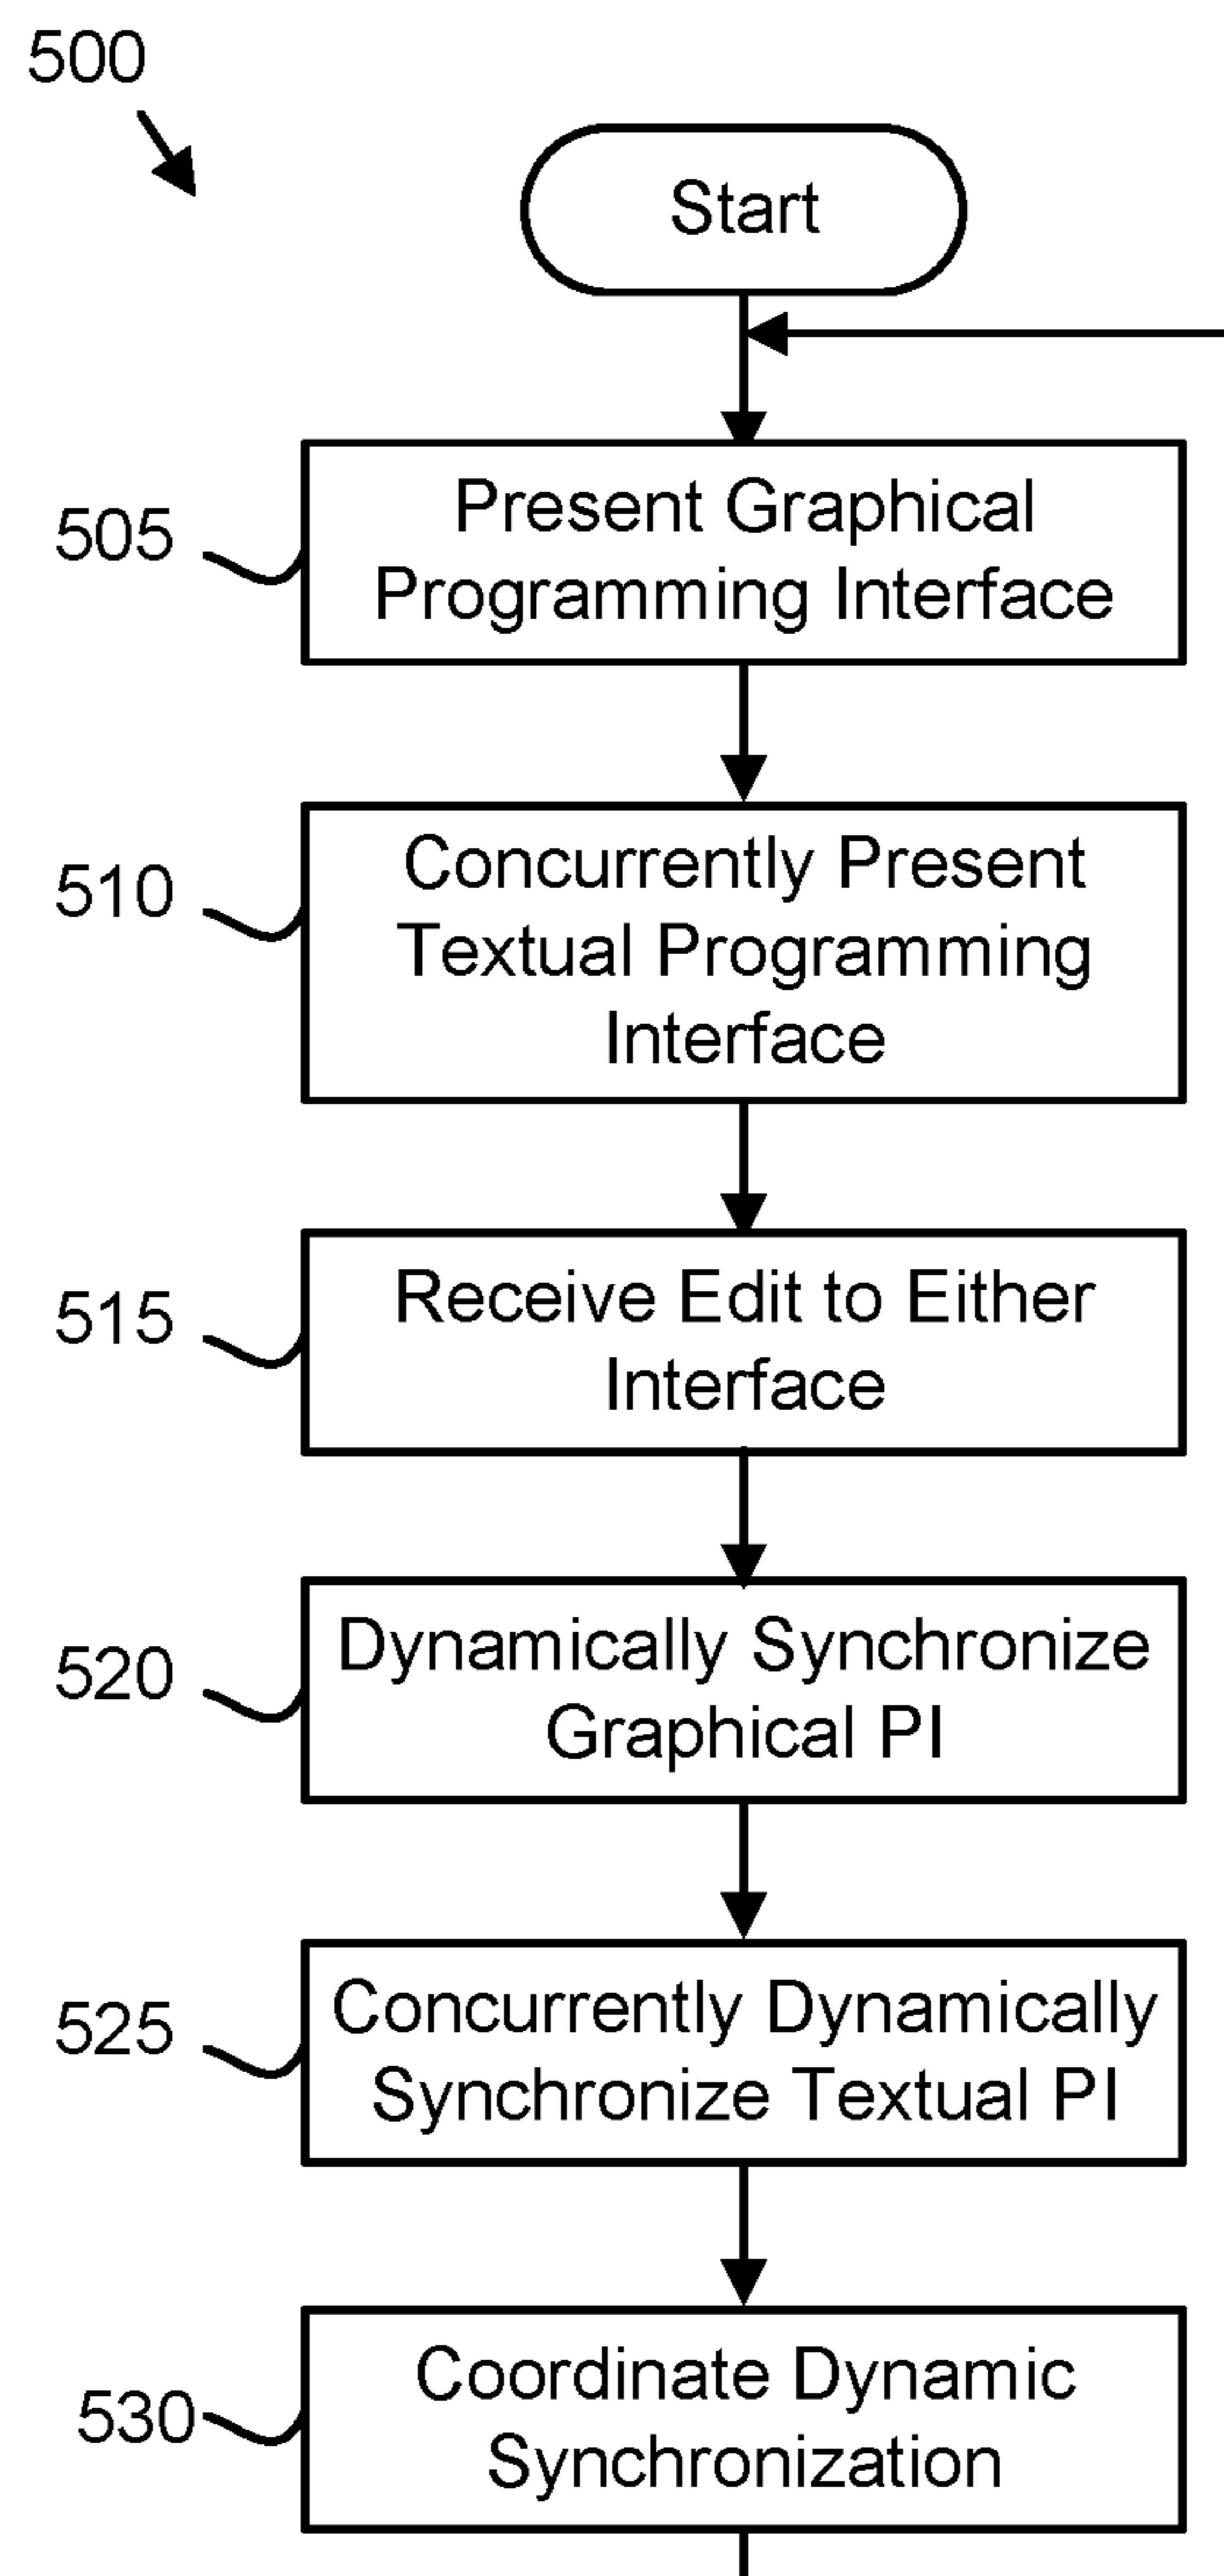 500
Start
505
Present Graphical
Programming Interface
510
Concurrently Present
Textual Programming
Interface
515
Receive Edit to Either
Interface
520
Dynamically Synchronize
Graphical PI
525
Concurrently Dynamically
Synchronize Textual PI
530
Coordinate Dynamic
Synchronization